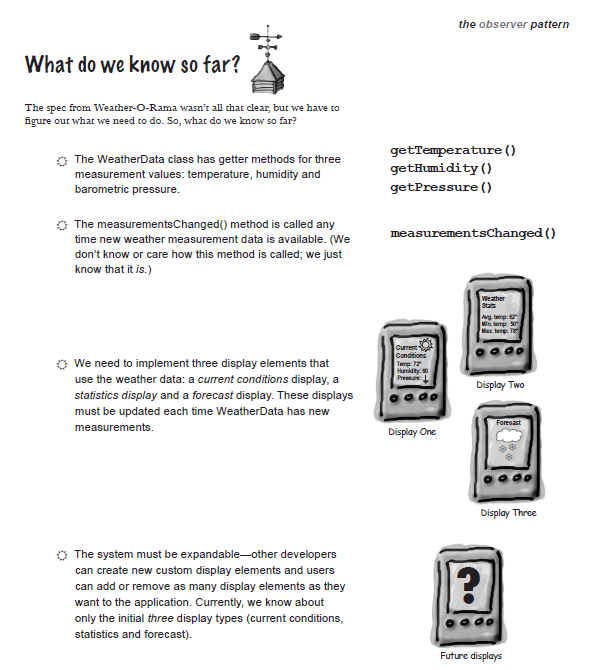 the observer pattern
What do we know so far?
The spec from Weather-O-Rama wasn't all that clear, but we have to
figure out what we need to do. So, what do we know so far?
The WeatherData class has getter methods for three
measurement values: temperature, humidity and
barometric pressure.
getTemperature()
getHumidity()
getPressure()
The measurementsChanged() method is called any
time new weather measurement data is available. (We
don't know or care how this method is called; we just
know that it is.)
measurementsChanged()
We need to implement three display elements that
use the weather data: a current conditions display, a
statistics display and a forecast display. These displays
must be updated each time WeatherData has new
measurements.
Current
Conditions
Temp: 72°
Humidity: 60
Pressure:
Display One
Weather
Stats
Avg. temp: 62°
Min. temp: 50°
Max. temp: 78°
Display Two
Forecast
Display Three
The system must be expandable—other developers
can create new custom display elements and users
can add or remove as many display elements as they
want to the application. Currently, we know about
only the initial three display types (current conditions,
statistics and forecast).
?
Future displays